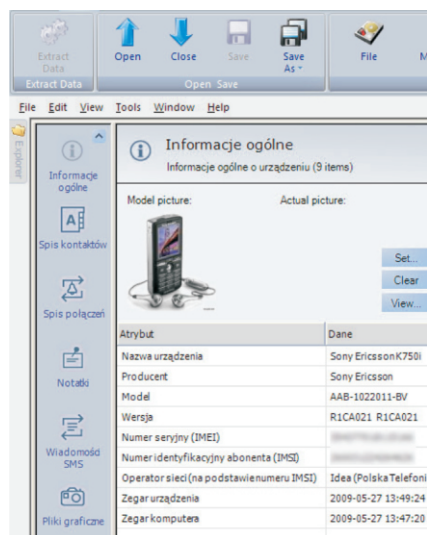 Extract
Data
Open
Close
Save
Save
As
File
M
Extract Data
Open Save
File Edit View Tools Window Help
Explorer
Informacje
ogólne
Spis kontaktów
Spis połączeń
Notatki
Wiadomości
SMS
Pliki graficzne
Informacje ogólne
Informacje ogólne o urządzeniu (9 items)
Model picture: Actual picture:
Set...
Clear
View...
Atrybut Dane
Nazwa urządzenia Sony EricssonK750i
Producent Sony Ericsson
Model AAB-1022011-BV
Wersja R1CA021 R1CA021
Numer seryjny (IMEI)
Numer identyfikacyjny abonenta (IMSI)
Operator sieci (na podstawie numeru IMSI) Idea (Polska Telefoni
Zegar urządzenia 2009-05-27 13:49:24
Zegar komputera 2009-05-27 13:47:20